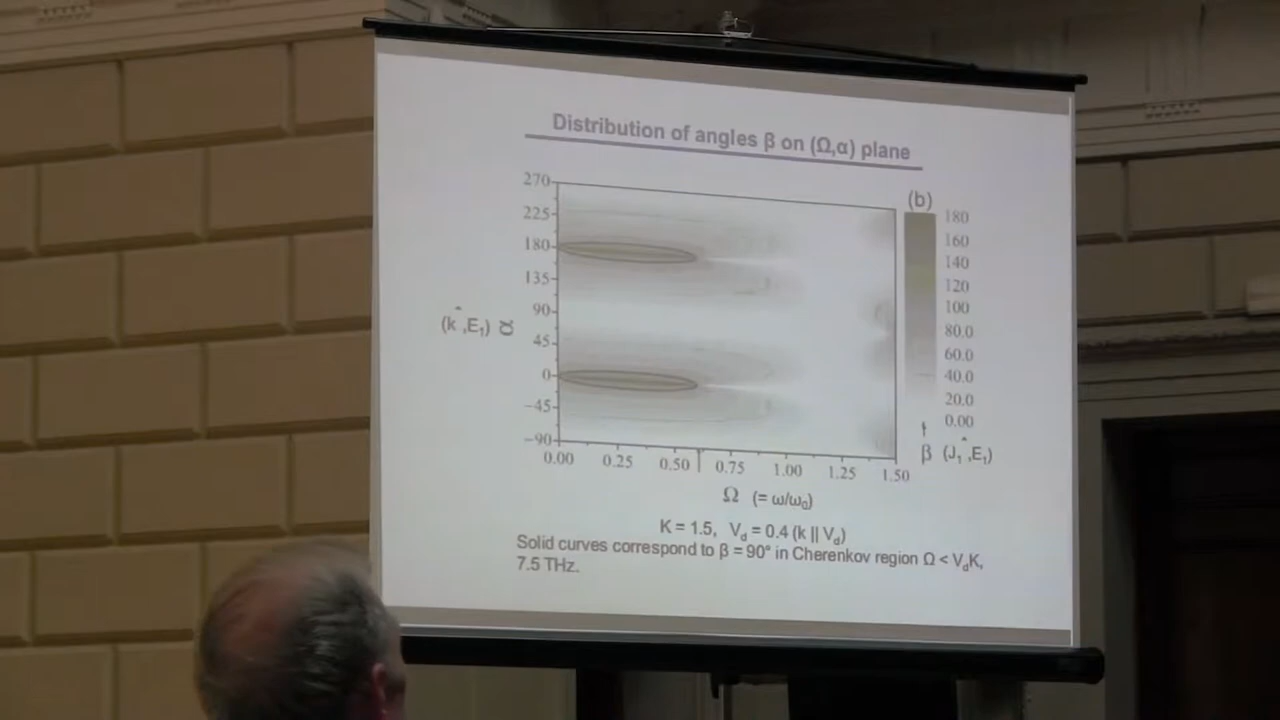 Distribution of angles β on (Ω,α) plane
(b)
270
225
180
135
90
45
0
−45
−90
(k^,E₁) α
0.00 0.25 0.50 0.75 1.00 1.25 1.50
Ω (= ω/ω₀)
180
160
140
120
100
80.0
60.0
40.0
20.0
0.00
β (J₁^,E₁)
K = 1.5, V_d = 0.4 (k || V_d)
Solid curves correspond to β = 90° in Cherenkov region Ω < V_dK,
7.5 THz.